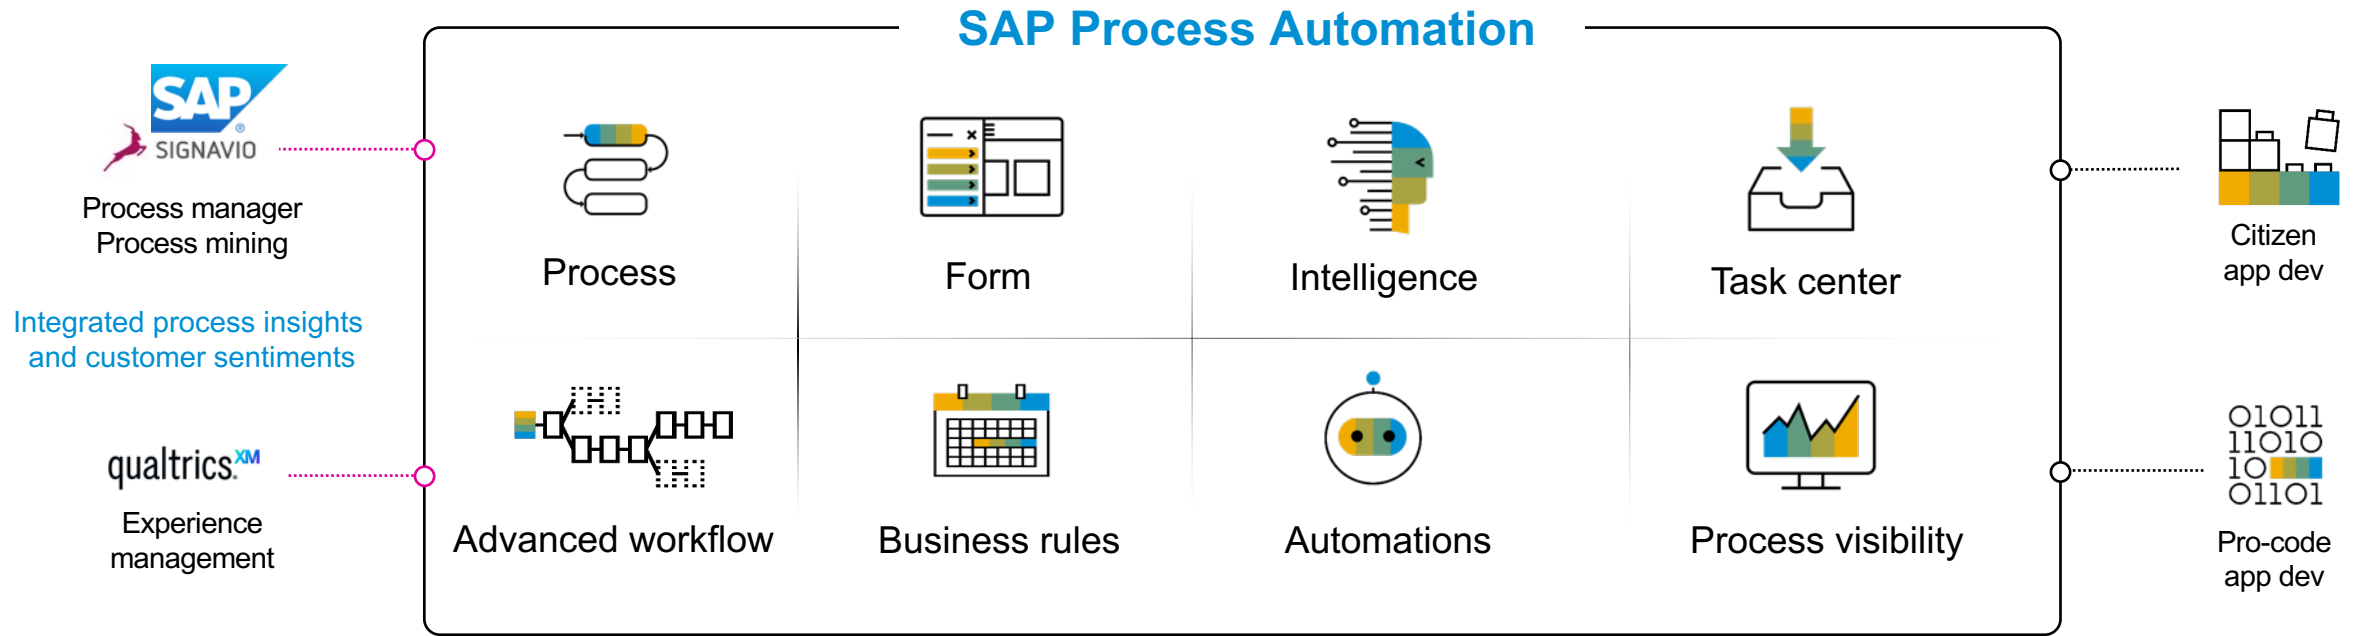 SAP Process Automation
SAP
®
SIGNAVIO
Process manager
Process mining
Integrated process insights
and customer sentiments
qualtrics.XM
Experience
management
Process
Form
Intelligence
Task center
Advanced workflow
Business rules
Automations
Process visibility
Citizen
app dev
01011
11010
10
01101
Pro-code
app dev